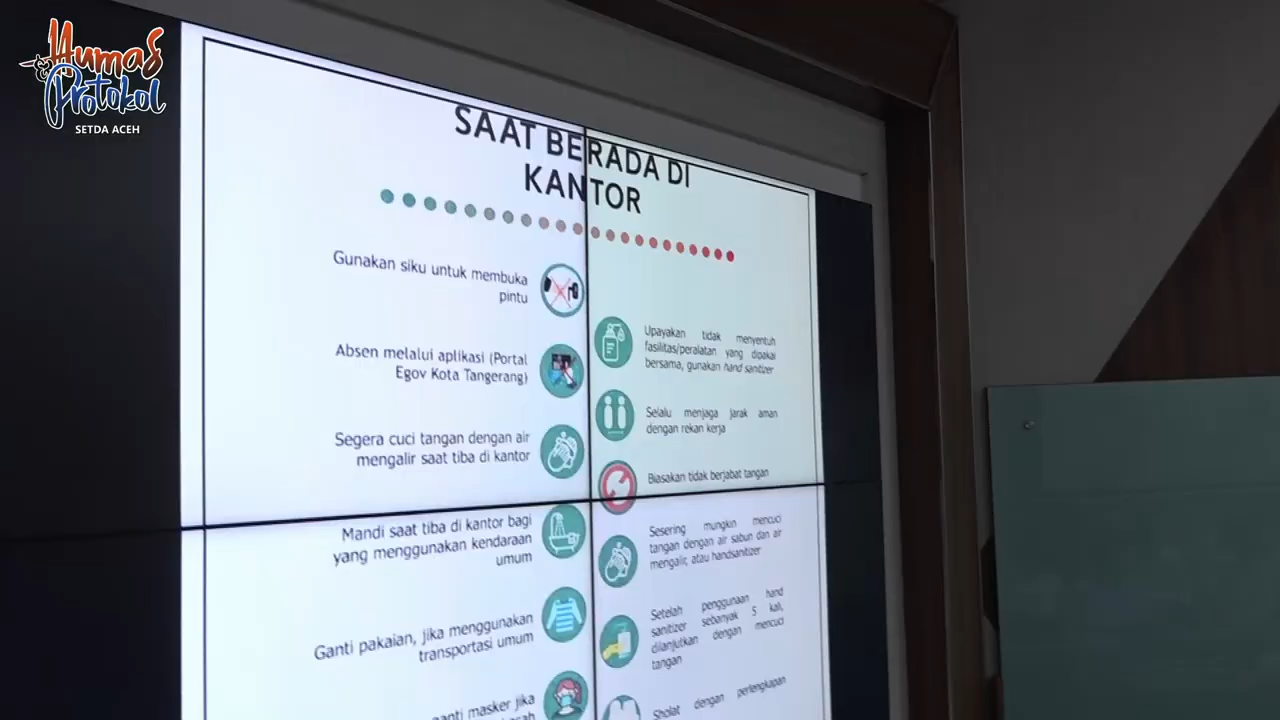 Humas
& Protokol
SETDA ACEH
SAAT BERADA DI
KANTOR
Gunakan siku untuk membuka
pintu
Absen melalui aplikasi (Portal
Egov Kota Tangerang)
Segera cuci tangan dengan air
mengalir saat tiba di kantor
Mandi saat tiba di kantor bagi
yang menggunakan kendaraan
umum
Ganti pakaian, jika menggunakan
transportasi umum
ganti masker jika
Upayakan tidak menyentuh
fasilitas/peralatan yang dipakai
bersama, gunakan hand sanitizer
Selalu menjaga jarak aman
dengan rekan kerja
Biasakan tidak berjabat tangan
Sesering mungkin mencuci
tangan dengan air sabun dan air
mengalir, atau handsanitizer
Setelah penggunaan hand
sanitizer sebanyak 5 kali,
dilanjutkan dengan mencuci
tangan
Sholat dengan perlengkapan